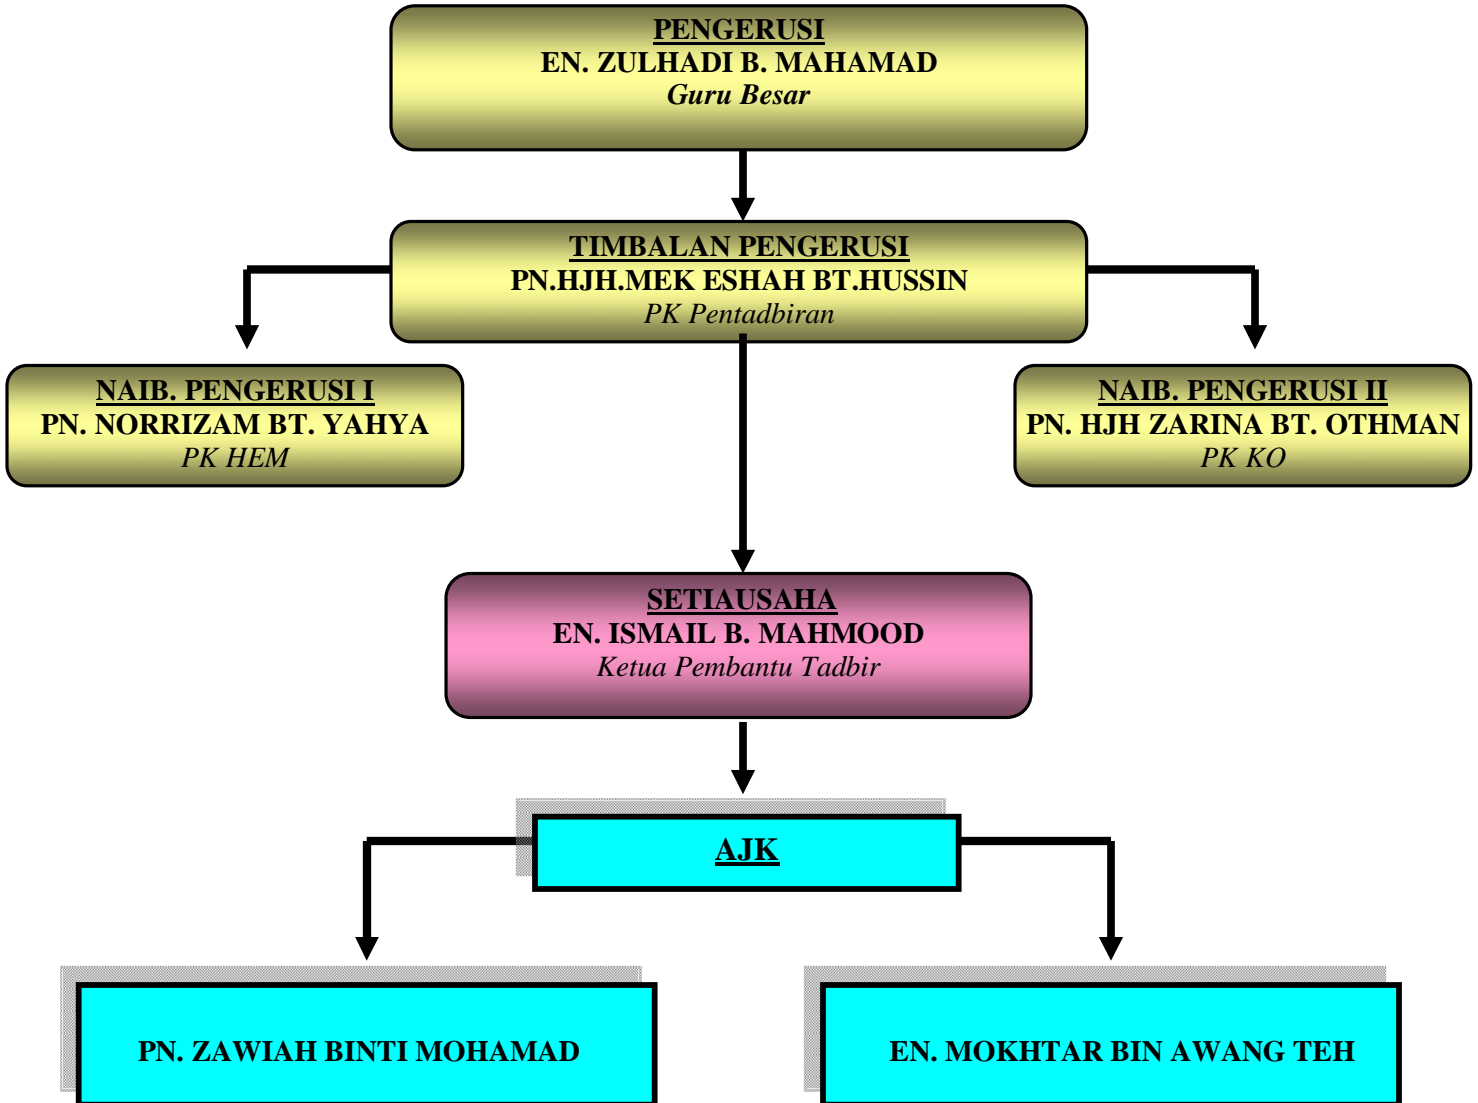 PENGERUSI
EN. ZULHADI B. MAHAMAD
Guru Besar
TIMBALAN PENGERUSI
PN.HJH.MEK ESHAH BT.HUSSIN
PK Pentadbiran
NAIB. PENGERUSI I
PN. NORRIZAM BT. YAHYA
PK HEM
NAIB. PENGERUSI II
PN. HJH ZARINA BT. OTHMAN
PK KO
SETIAUSAHA
EN. ISMAIL B. MAHMOOD
Ketua Pembantu Tadbir
AJK
PN. ZAWIAH BINTI MOHAMAD
EN. MOKHTAR BIN AWANG TEH